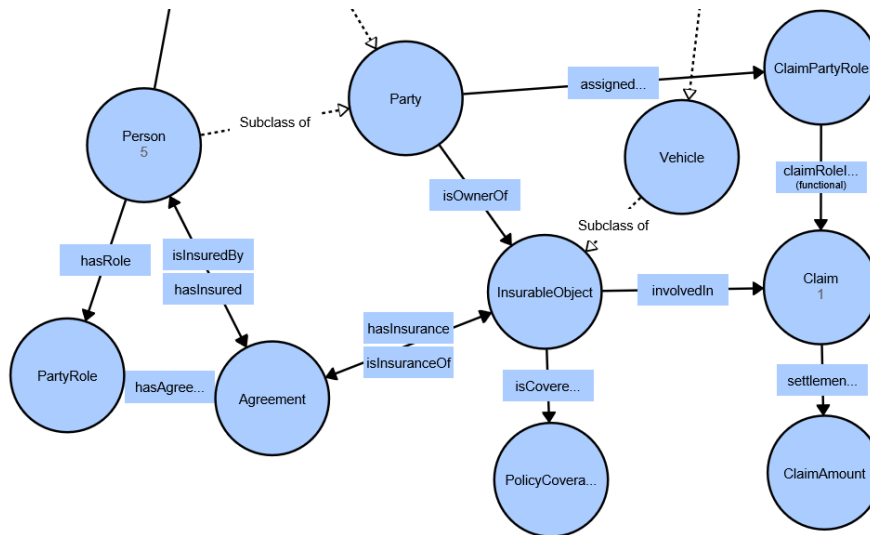 ClaimPartyRole
Party
assigned...
Person
5
Subclass of
Vehicle
claimRoleI...
(functional)
isOwnerOf
Subclass of
hasRole
isInsuredBy
hasInsured
InsurableObject
involvedIn
Claim
1
hasInsurance
isInsuranceOf
PartyRole
hasAgree...
Agreement
isCovere...
settlemen...
PolicyCovera...
ClaimAmount